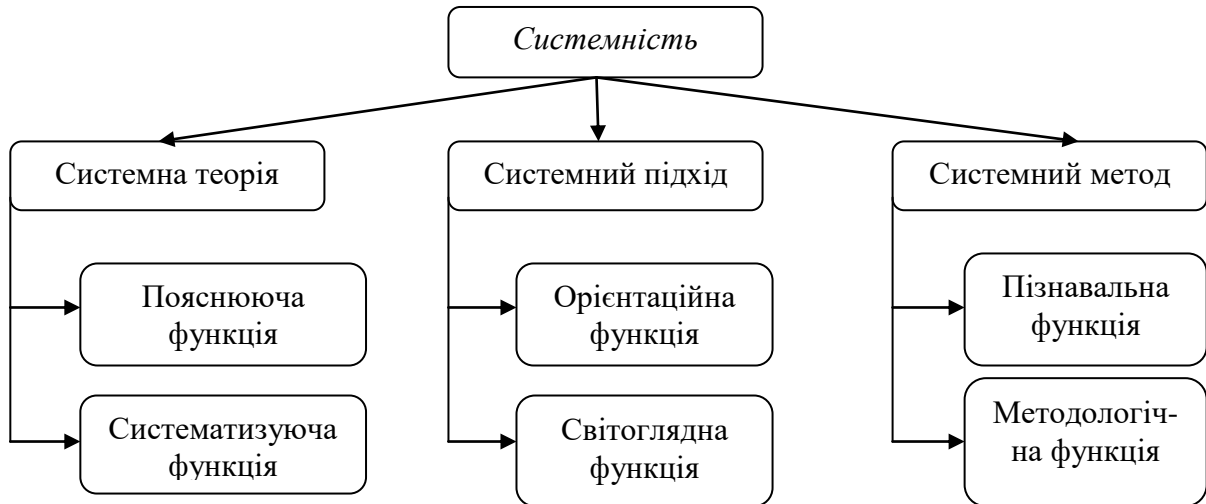 Системність
Системна теорія
Системний підхід
Системний метод
Пояснююча
функція
Орієнтаційна
функція
Пізнавальна
функція
Систематизуюча
функція
Світоглядна
функція
Методологіч-
на функція